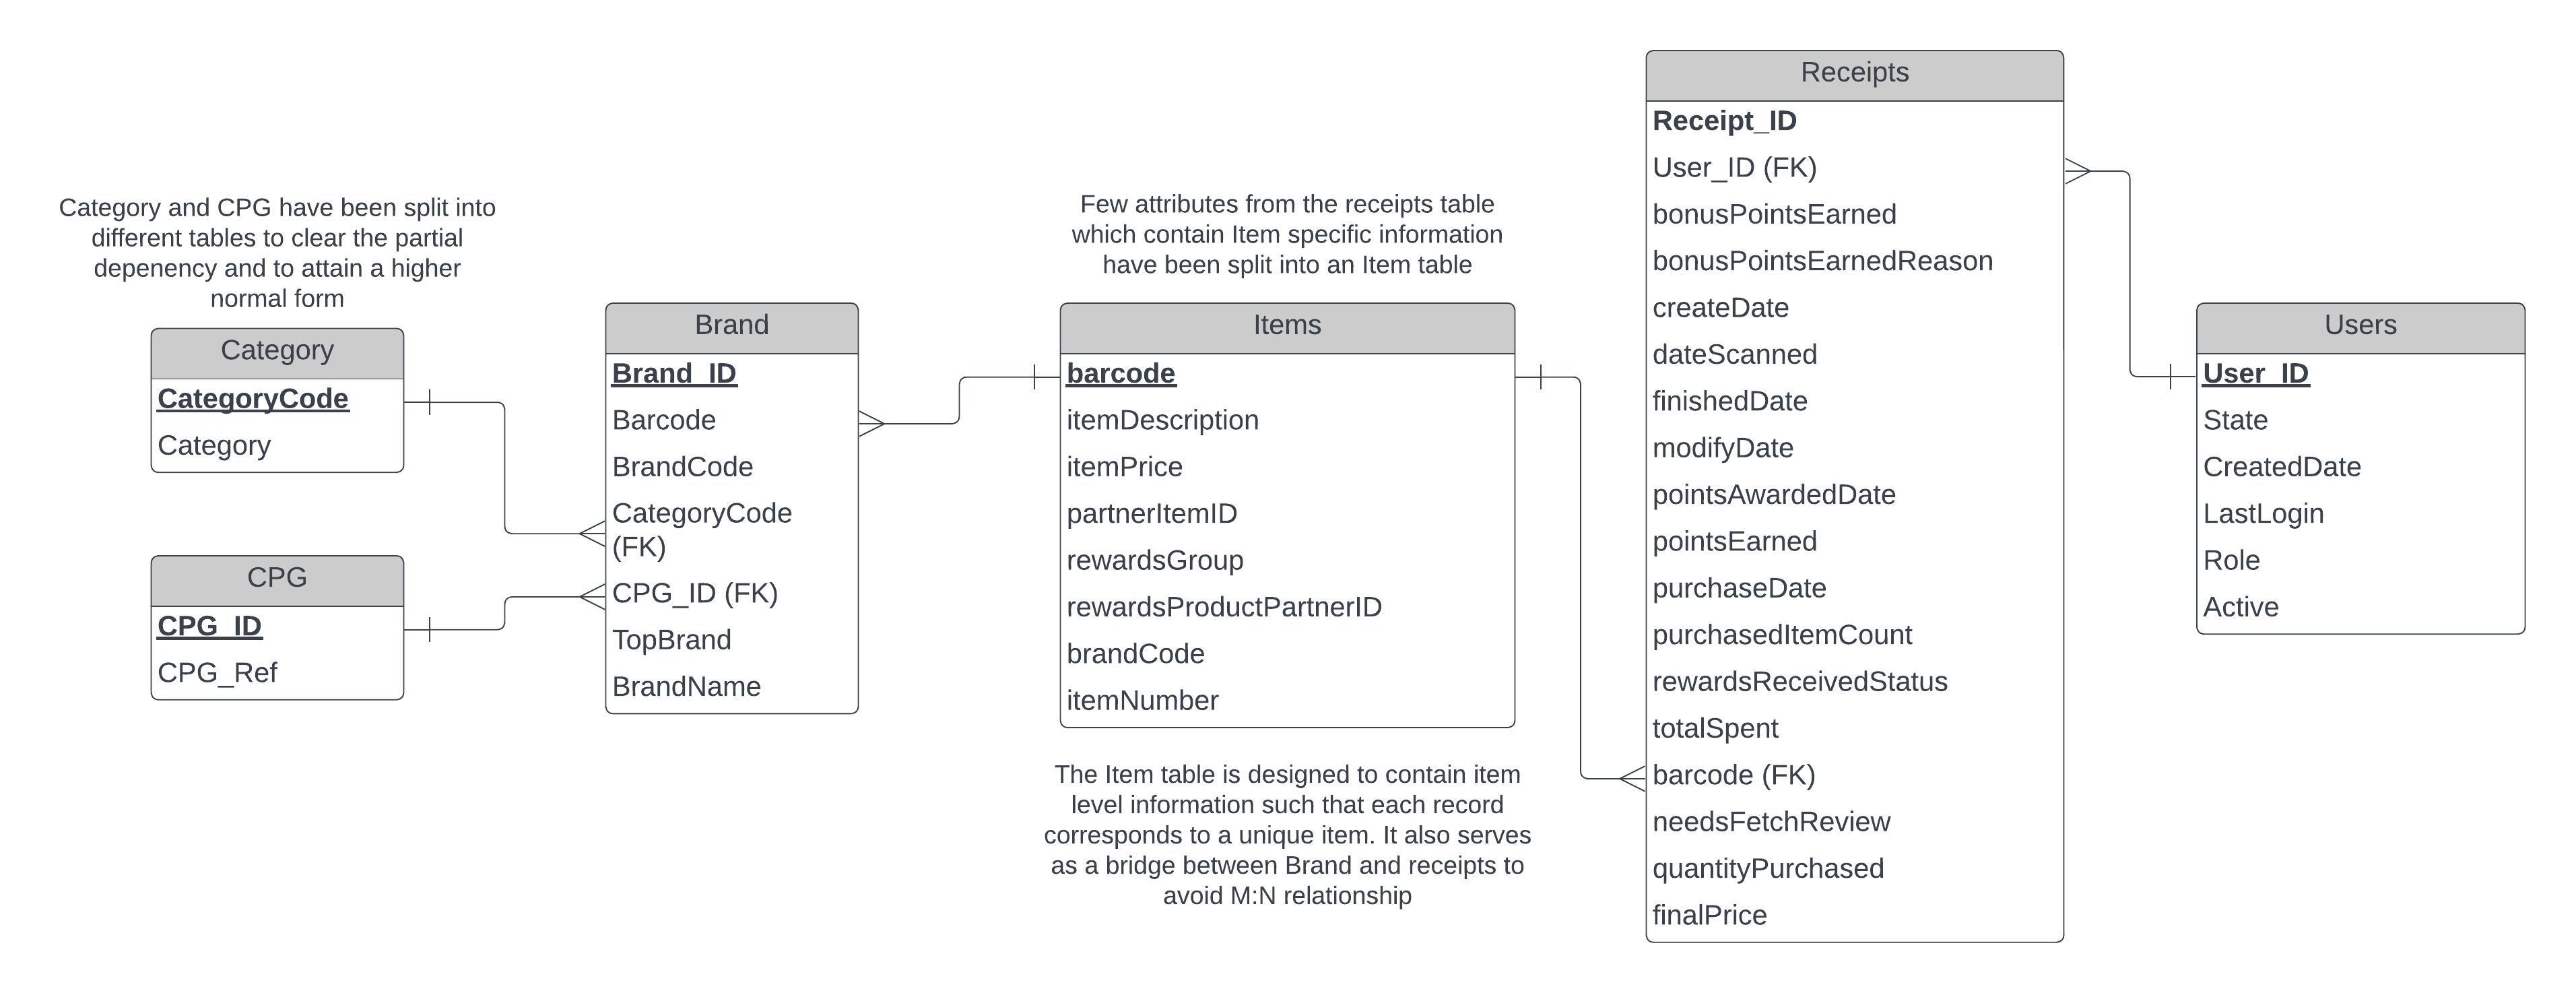 Category and CPG have been split into
different tables to clear the partial
depenency and to attain a higher
normal form
Category
CategoryCode
Category
CPG
CPG_ID
CPG_Ref
Brand
Brand_ID
Barcode
BrandCode
CategoryCode
(FK)
CPG_ID (FK)
TopBrand
BrandName
Few attributes from the receipts table
which contain Item specific information
have been split into an Item table
Items
barcode
itemDescription
itemPrice
partnerItemID
rewardsGroup
rewardsProductPartnerID
brandCode
itemNumber
The Item table is designed to contain item
level information such that each record
corresponds to a unique item. It also serves
as a bridge between Brand and receipts to
avoid M:N relationship
Receipts
Receipt_ID
User_ID (FK)
bonusPointsEarned
bonusPointsEarnedReason
createDate
dateScanned
finishedDate
modifyDate
pointsAwardedDate
pointsEarned
purchaseDate
purchasedItemCount
rewardsReceivedStatus
totalSpent
barcode (FK)
needsFetchReview
quantityPurchased
finalPrice
Users
User_ID
State
CreatedDate
LastLogin
Role
Active